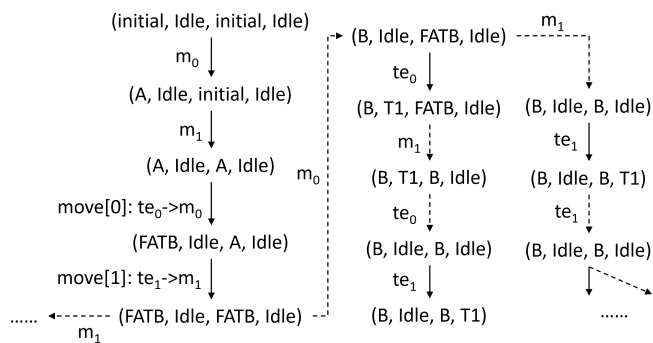 (initial, Idle, initial, Idle)
m₀
(A, Idle, initial, Idle)
m₁
(A, Idle, A, Idle)
move[0]: te₀->m₀
(FATB, Idle, A, Idle)
move[1]: te₁->m₁
(FATB, Idle, FATB, Idle)
......
m₁
m₀
(B, Idle, FATB, Idle)
te₀
(B, T1, FATB, Idle)
m₁
(B, T1, B, Idle)
te₀
(B, Idle, B, Idle)
te₁
(B, Idle, B, T1)
m₁
(B, Idle, B, Idle)
te₁
(B, Idle, B, T1)
te₁
(B, Idle, B, Idle)
......